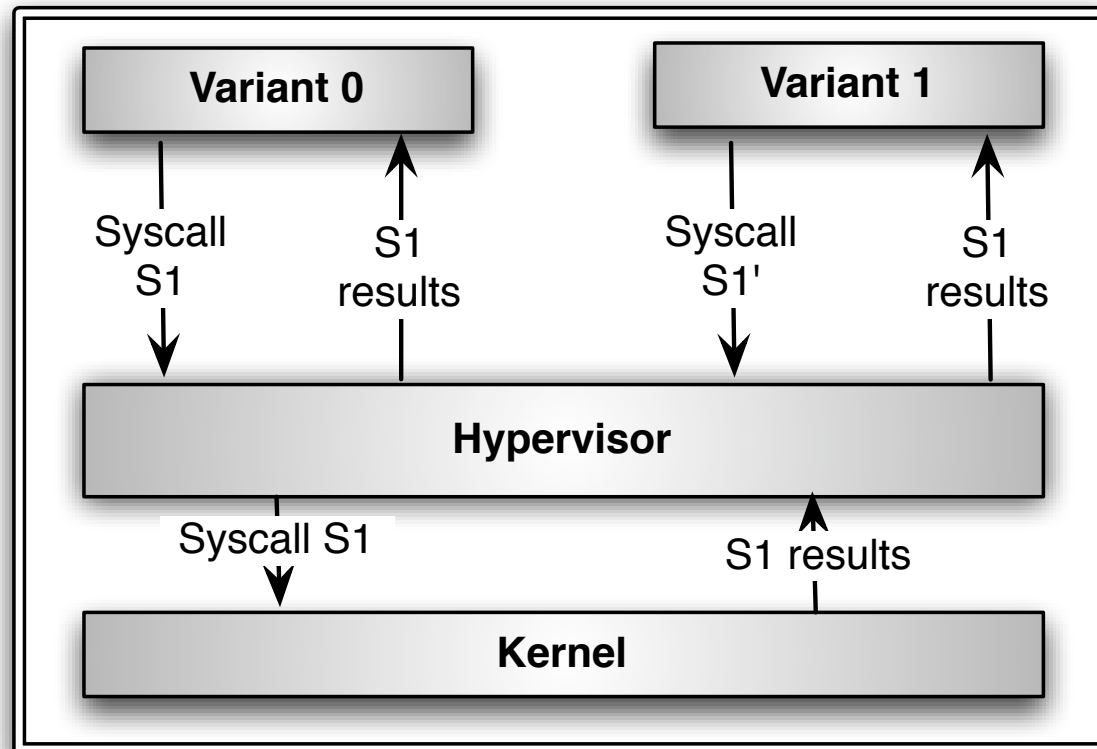 Variant 0
Variant 1
Syscall
S1
S1
results
Syscall
S1'
S1
results
Hypervisor
Syscall S1
S1 results
Kernel